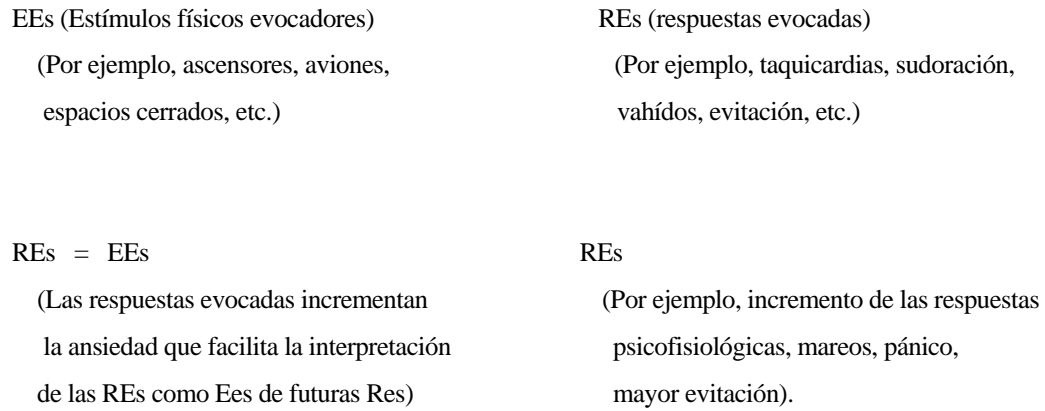 EEs (Estímulos físicos evocadores) REs (respuestas evocadas)
(Por ejemplo, ascensores, aviones, (Por ejemplo, taquicardias, sudoración,
espacios cerrados, etc.) vahídos, evitación, etc.)
REs = EEs REs
(Las respuestas evocadas incrementan (Por ejemplo, incremento de las respuestas
la ansiedad que facilita la interpretación psicofisiológicas, mareos, pánico,
de las REs como Ees de futuras Res) mayor evitación).